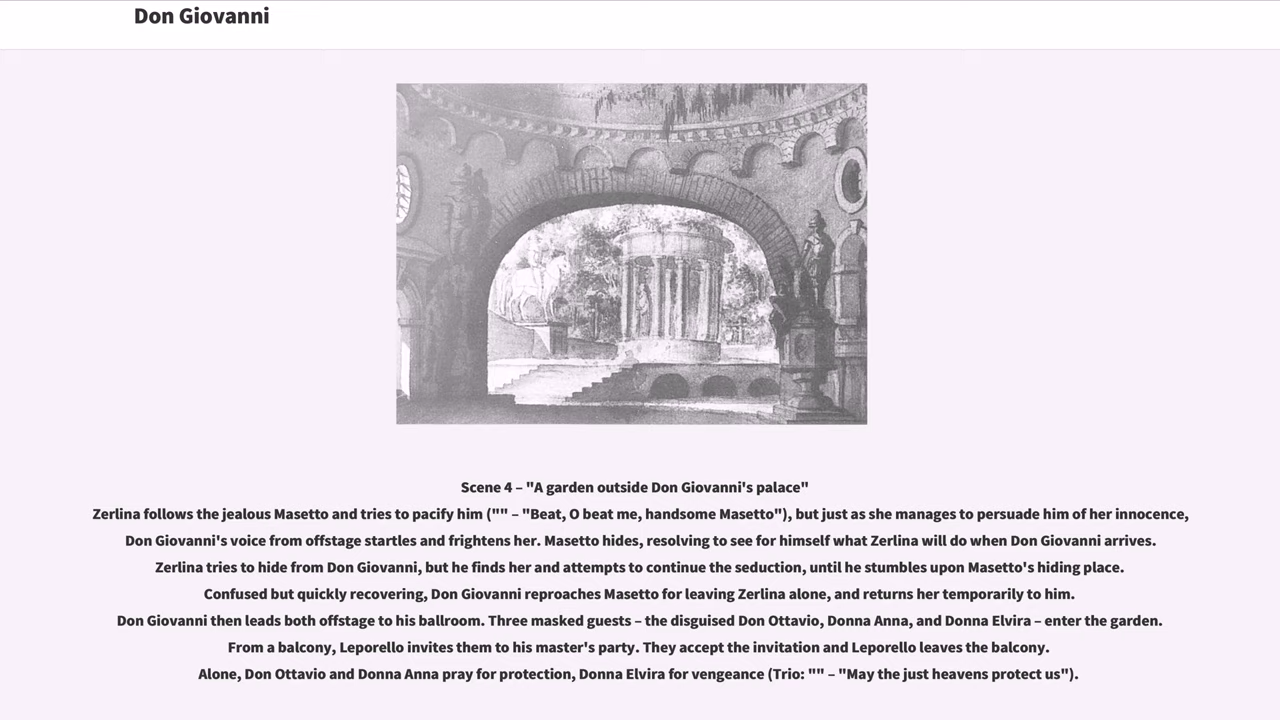 Don Giovanni
Scene 4 – "A garden outside Don Giovanni's palace"
Zerlina follows the jealous Masetto and tries to pacify him ("" – "Beat, O beat me, handsome Masetto"), but just as she manages to persuade him of her innocence,
Don Giovanni's voice from offstage startles and frightens her. Masetto hides, resolving to see for himself what Zerlina will do when Don Giovanni arrives.
Zerlina tries to hide from Don Giovanni, but he finds her and attempts to continue the seduction, until he stumbles upon Masetto's hiding place.
Confused but quickly recovering, Don Giovanni reproaches Masetto for leaving Zerlina alone, and returns her temporarily to him.
Don Giovanni then leads both offstage to his ballroom. Three masked guests – the disguised Don Ottavio, Donna Anna, and Donna Elvira – enter the garden.
From a balcony, Leporello invites them to his master's party. They accept the invitation and Leporello leaves the balcony.
Alone, Don Ottavio and Donna Anna pray for protection, Donna Elvira for vengeance (Trio: "" – "May the just heavens protect us").